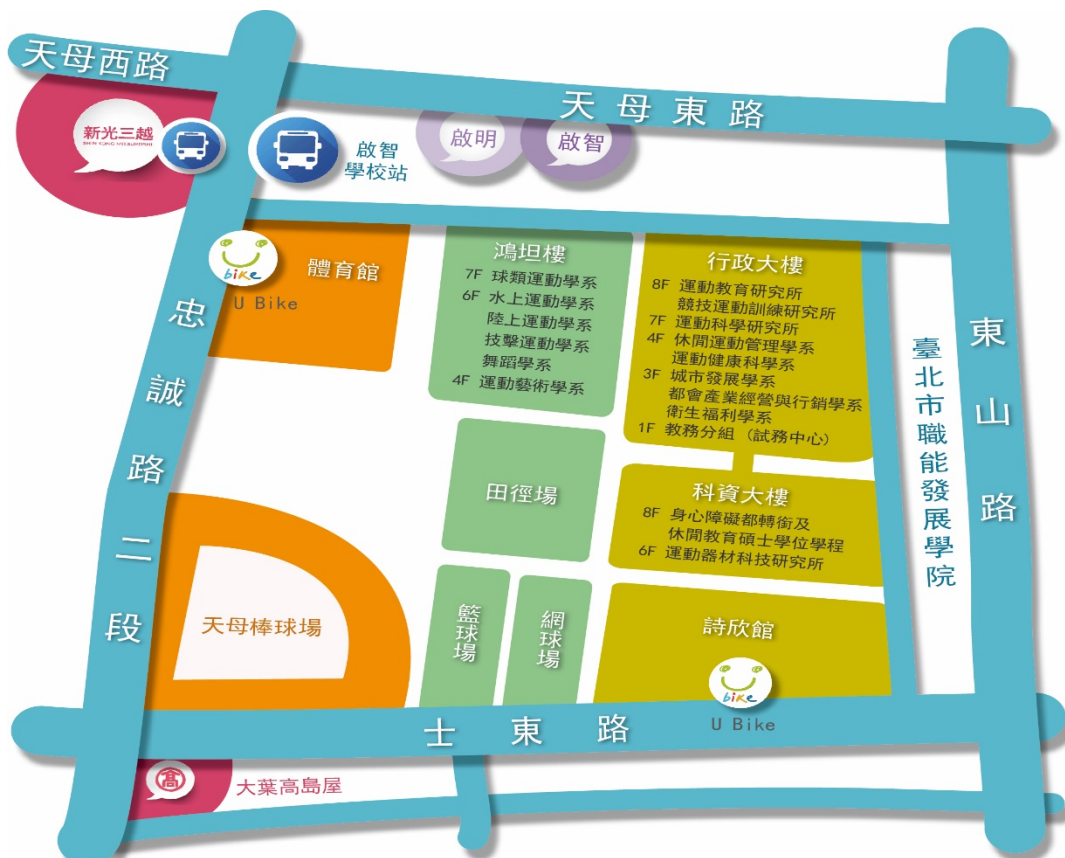 天母西路
天母東路
新光三越
SHIN KONG MITSUKOSHI
啟智
學校站
啟明
啟智
bike
U Bike
體育館
鴻坦樓
7F 球類運動學系
6F 水上運動學系
陸上運動學系
技擊運動學系
舞蹈學系
4F 運動藝術學系
行政大樓
8F 運動教育研究所
競技運動訓練研究所
7F 運動科學研究所
4F 休閒運動管理學系
運動健康科學系
3F 城市發展學系
都會產業經營與行銷學系
衛生福利學系
1F 教務分組（試務中心）
忠誠路二段
東山路
臺北市職能發展學院
田徑場
科資大樓
8F 身心障礙都轉銜及
休閒教育碩士學位學程
6F 運動器材科技研究所
天母棒球場
籃球場
網球場
詩欣館
bike
U Bike
士東路
髙
大葉高島屋